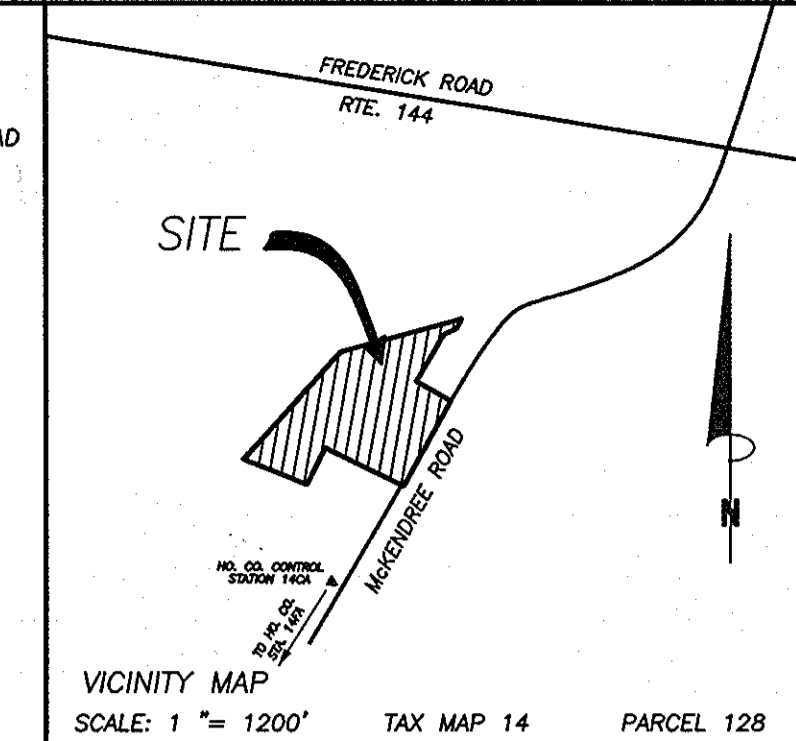 FREDERICK ROAD
RTE. 144
AD
SITE
McKENDREE ROAD
N
HO. CO. CONTROL
STATION 14CA
TO HO. CO.
STA. 14FA
VICINITY MAP
SCALE: 1 "= 1200' TAX MAP 14 PARCEL 128